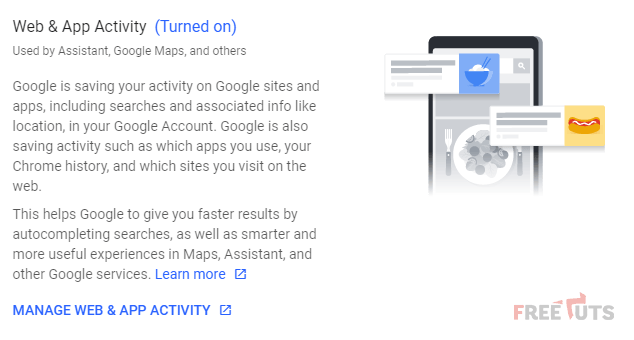 Web & App Activity (Turned on)
Used by Assistant, Google Maps, and others
Google is saving your activity on Google sites and
apps, including searches and associated info like
location, in your Google Account. Google is also
saving activity such as which apps you use, your
Chrome history, and which sites you visit on the
web.
This helps Google to give you faster results by
autocompleting searches, as well as smarter and
more useful experiences in Maps, Assistant, and
other Google services. Learn more
MANAGE WEB & APP ACTIVITY
FREETUTS